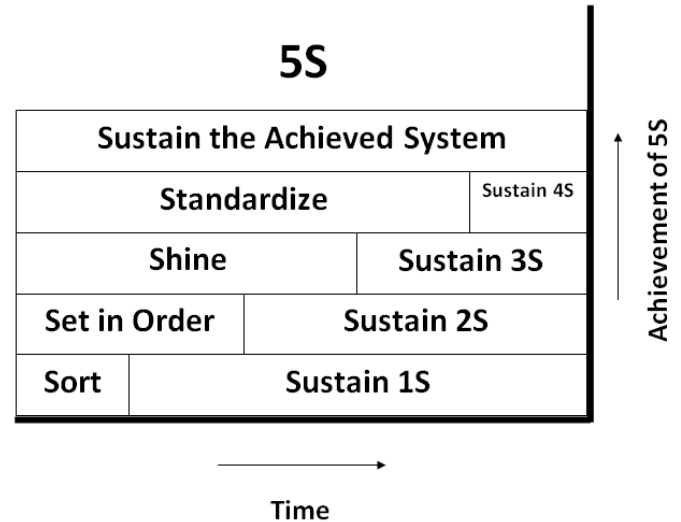 5S
Sustain the Achieved System
Standardize
Sustain 4S
Shine
Sustain 3S
Set in Order
Sustain 2S
Sort
Sustain 1S
Achievement of 5S
Time